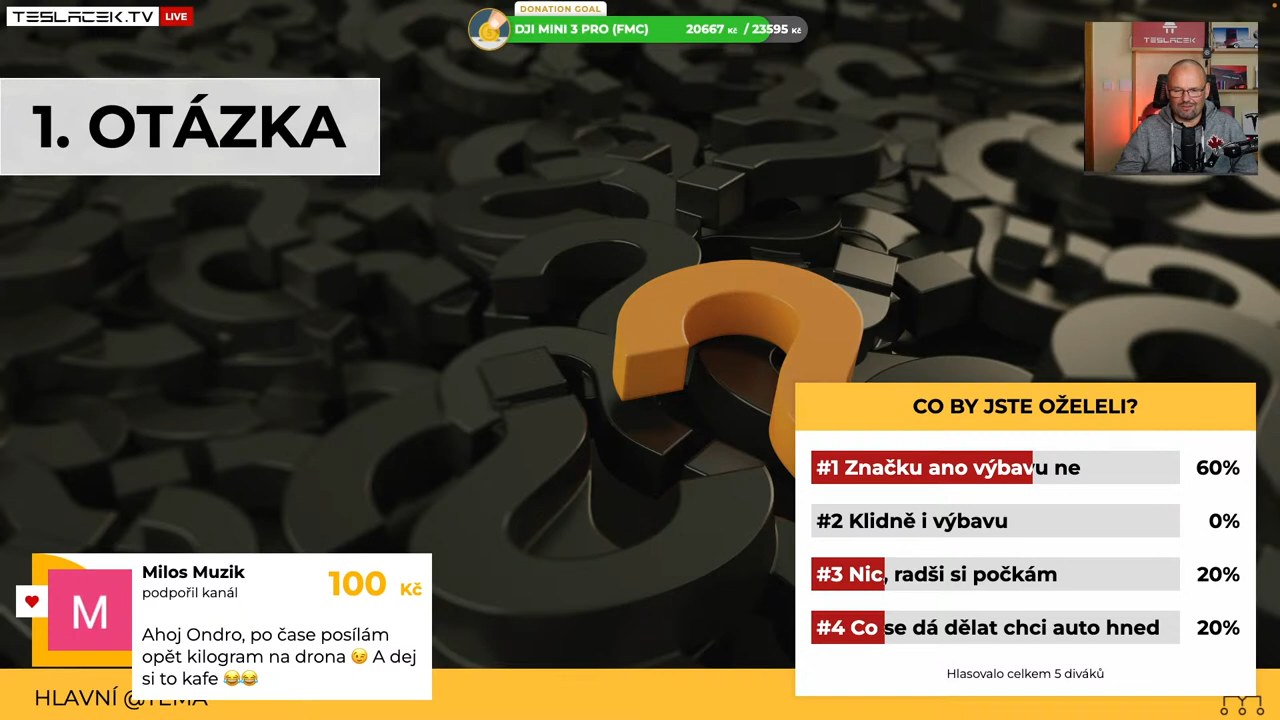 TESLACEK.TV LIVE
DONATION GOAL
DJI MINI 3 PRO (FMC) 20667 Kč / 23595 Kč
TESLACEK
1. OTÁZKA
CO BY JSTE OŽELELI?
#1 Značku ano výbavu ne 60%
#2 Klidně i výbavu 0%
#3 Nic, radši si počkám 20%
#4 Co se dá dělat chci auto hned 20%
Hlasovalo celkem 5 diváků
M
Milos Muzik
podpořil kanál
100 Kč
Ahoj Ondro, po čase posílám
opět kilogram na drona 😉 A dej
si to kafe 😂😂
HLAVNÍ @TÉMA